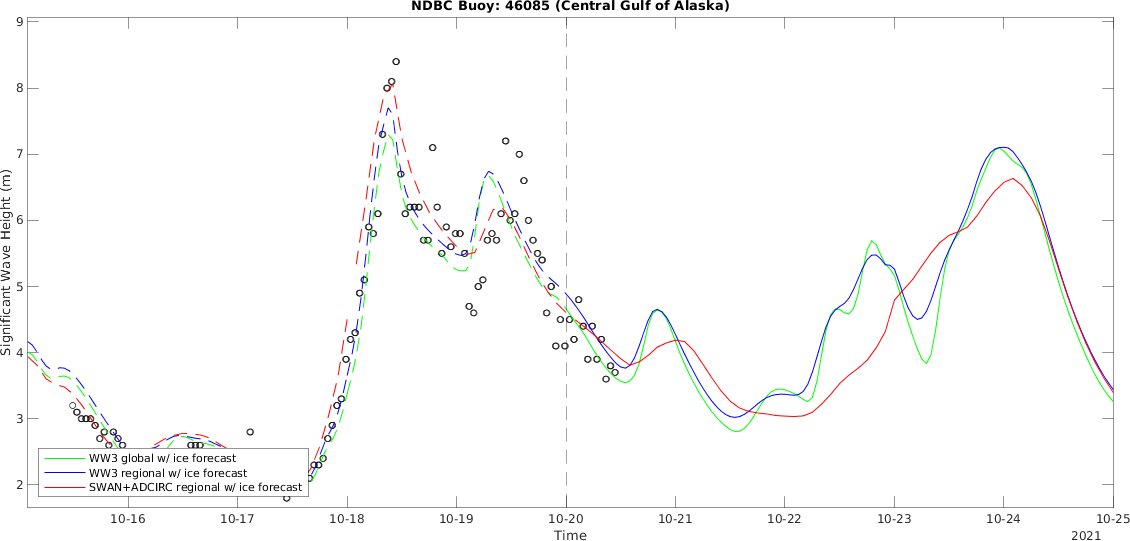 NDBC Buoy: 46085 (Central Gulf of Alaska)
Significant Wave Height (m)
9
8
7
6
5
4
3
2
WW3 global w/ ice forecast
WW3 regional w/ ice forecast
SWAN+ADCIRC regional w/ ice forecast
10-16 10-17 10-18 10-19 10-20 10-21 10-22 10-23 10-24 10-25
Time
2021